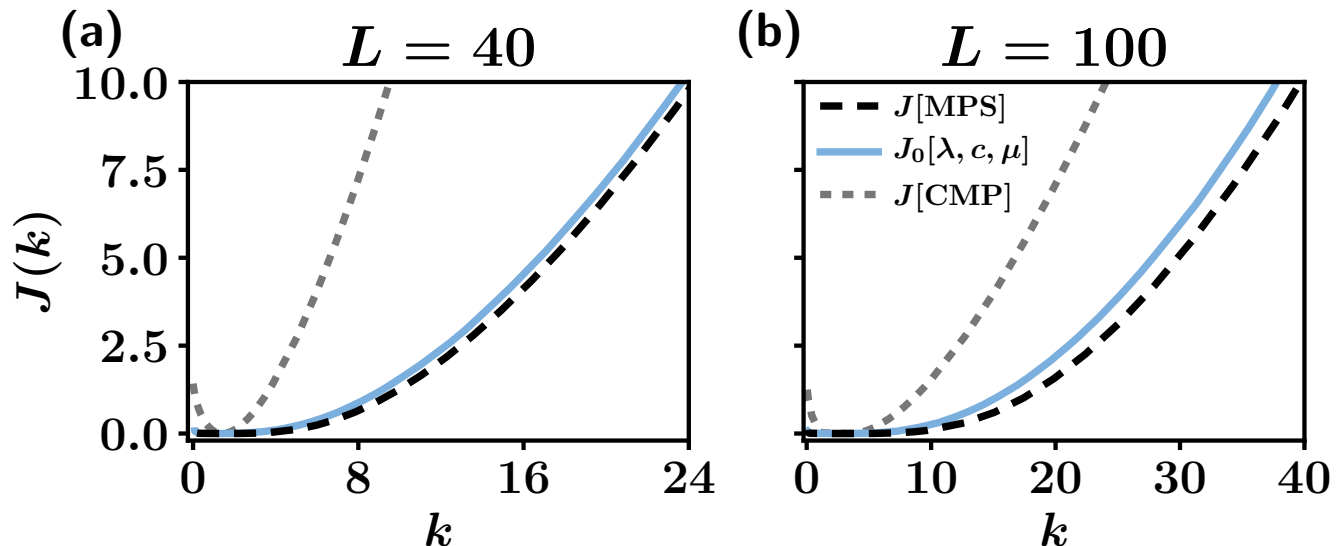 (a)
L = 40
J(k)
10.0
7.5
5.0
2.5
0.0
0 8 16 24
k
(b)
L = 100
J[MPS]
J₀[λ, c, μ]
J[CMP]
0 10 20 30 40
k